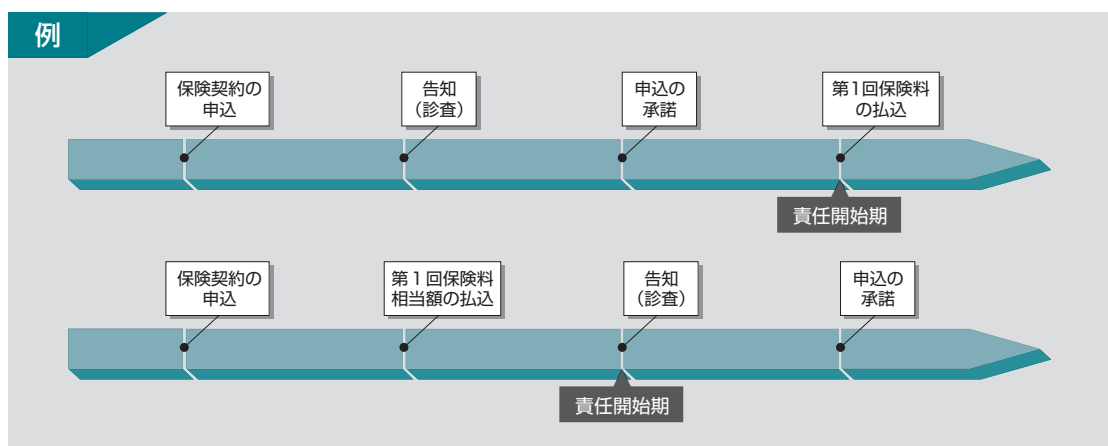 例
保険契約の
申込
告知
（診査）
申込の
承諾
第1回保険料
の払込
責任開始期
保険契約の
申込
第1回保険料
相当額の払込
告知
（診査）
申込の
承諾
責任開始期